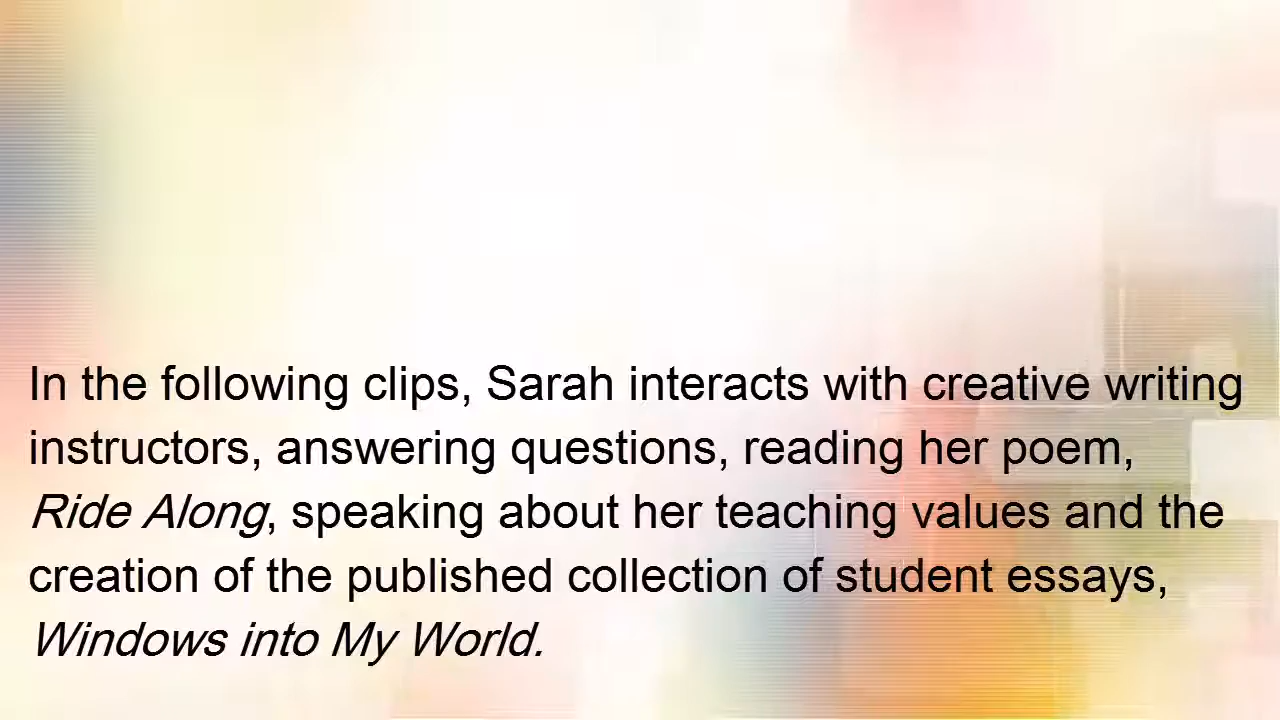 In the following clips, Sarah interacts with creative writing
instructors, answering questions, reading her poem,
Ride Along, speaking about her teaching values and the
creation of the published collection of student essays,
Windows into My World.